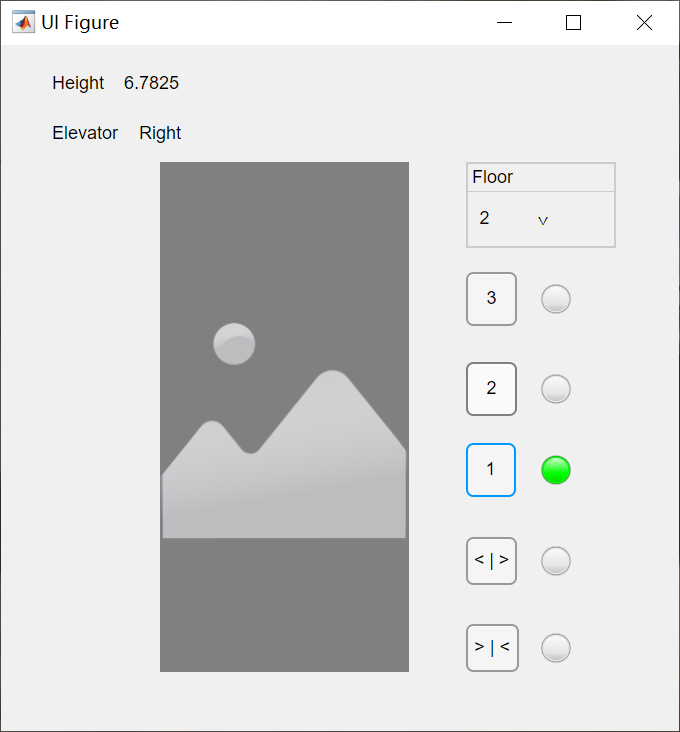 UI Figure
Height 6.7825
Elevator Right
Floor
2 v
3
2
1
< | >
> | <